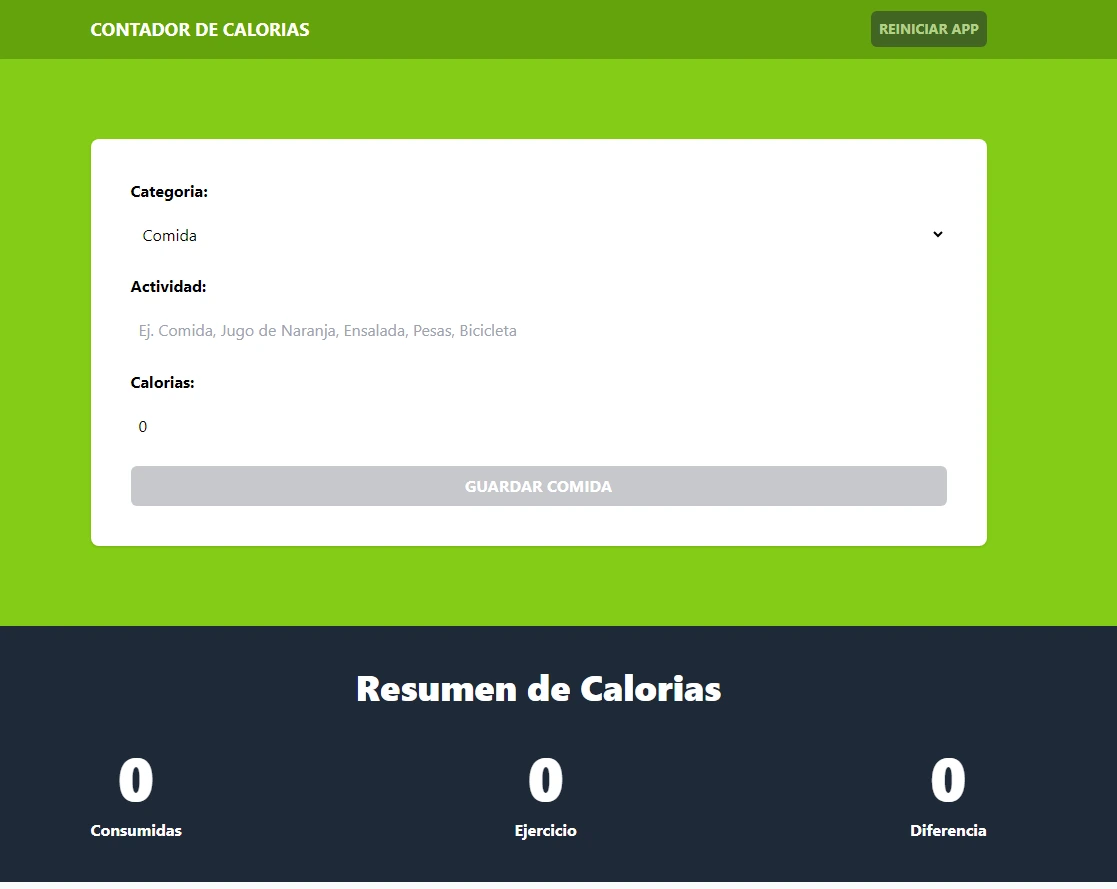 CONTADOR DE CALORIAS
REINICIAR APP
Categoria:
Comida
Actividad:
Ej. Comida, Jugo de Naranja, Ensalada, Pesas, Bicicleta
Calorias:
0
GUARDAR COMIDA
Resumen de Calorias
0
Consumidas
0
Ejercicio
0
Diferencia